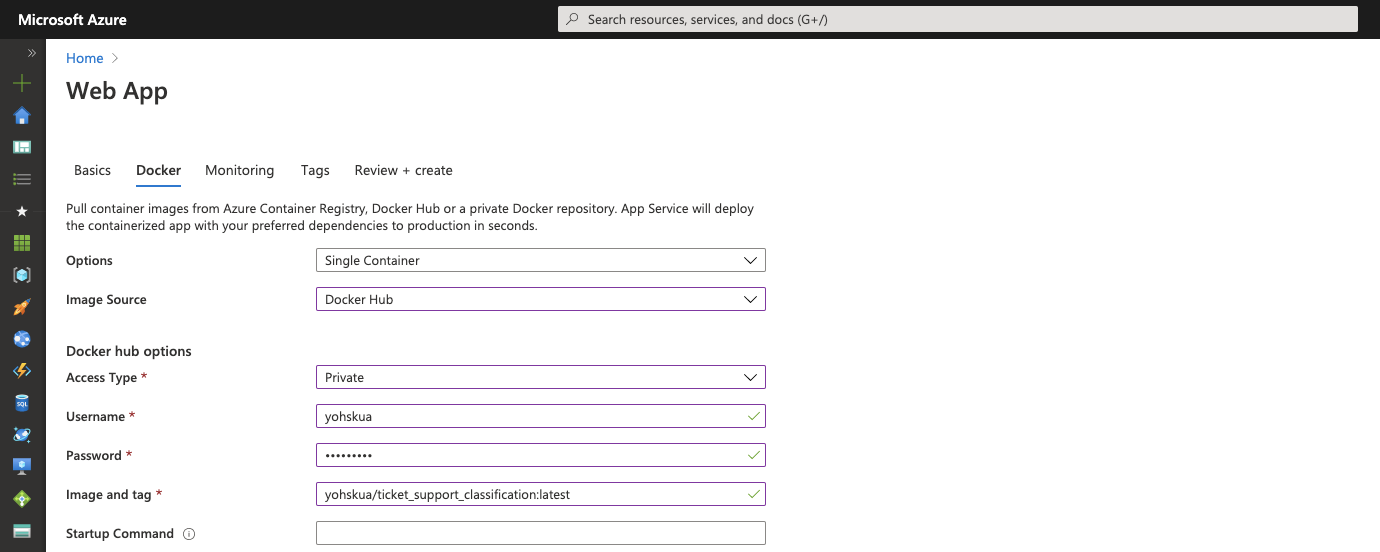 Microsoft Azure
Search resources, services, and docs (G+/)
Home
Web App
Basics Docker Monitoring Tags Review + create
Pull container images from Azure Container Registry, Docker Hub or a private Docker repository. App Service will deploy
the containerized app with your preferred dependencies to production in seconds.
Options Single Container
Image Source Docker Hub
Docker hub options
Access Type * Private
Username * yohskua
Password * •••••••••
Image and tag * yohskua/ticket_support_classification:latest
Startup Command
SQL